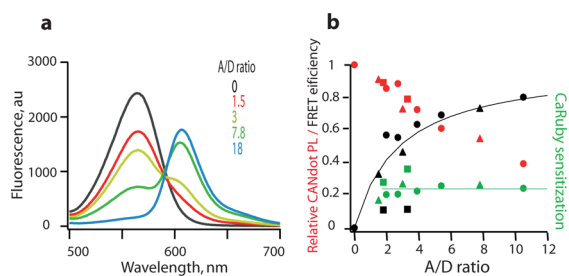 a
b
A/D ratio
0
1.5
3
7.8
18
Fluorescence, au
3000
2000
1000
0
500
600
700
Wavelength, nm
Relative CANdot PL / FRET eificiency
1
0.8
0.6
0.4
0.2
0
0 2 4 6 8 10 12
A/D ratio
CaRuby sensitization